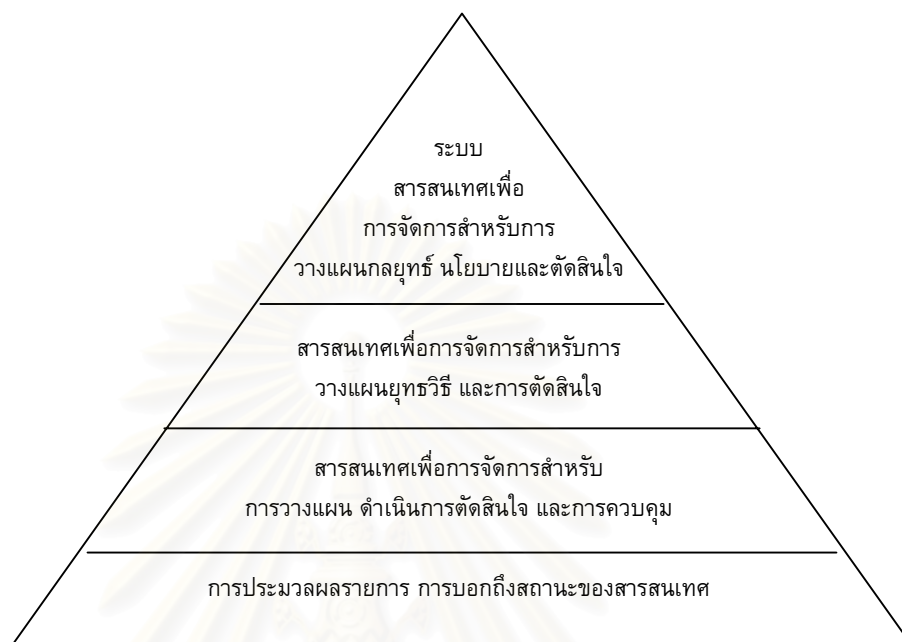 ระบบ
สารสนเทศเพื่อ
การจัดการสำหรับการ
วางแผนกลยุทธ์ นโยบายและตัดสินใจ
สารสนเทศเพื่อการจัดการสำหรับการ
วางแผนยุทธวิธี และการตัดสินใจ
สารสนเทศเพื่อการจัดการสำหรับ
การวางแผน ดำเนินการตัดสินใจ และการควบคุม
การประมวลผลรายการ การบอกถึงสถานะของสารสนเทศ